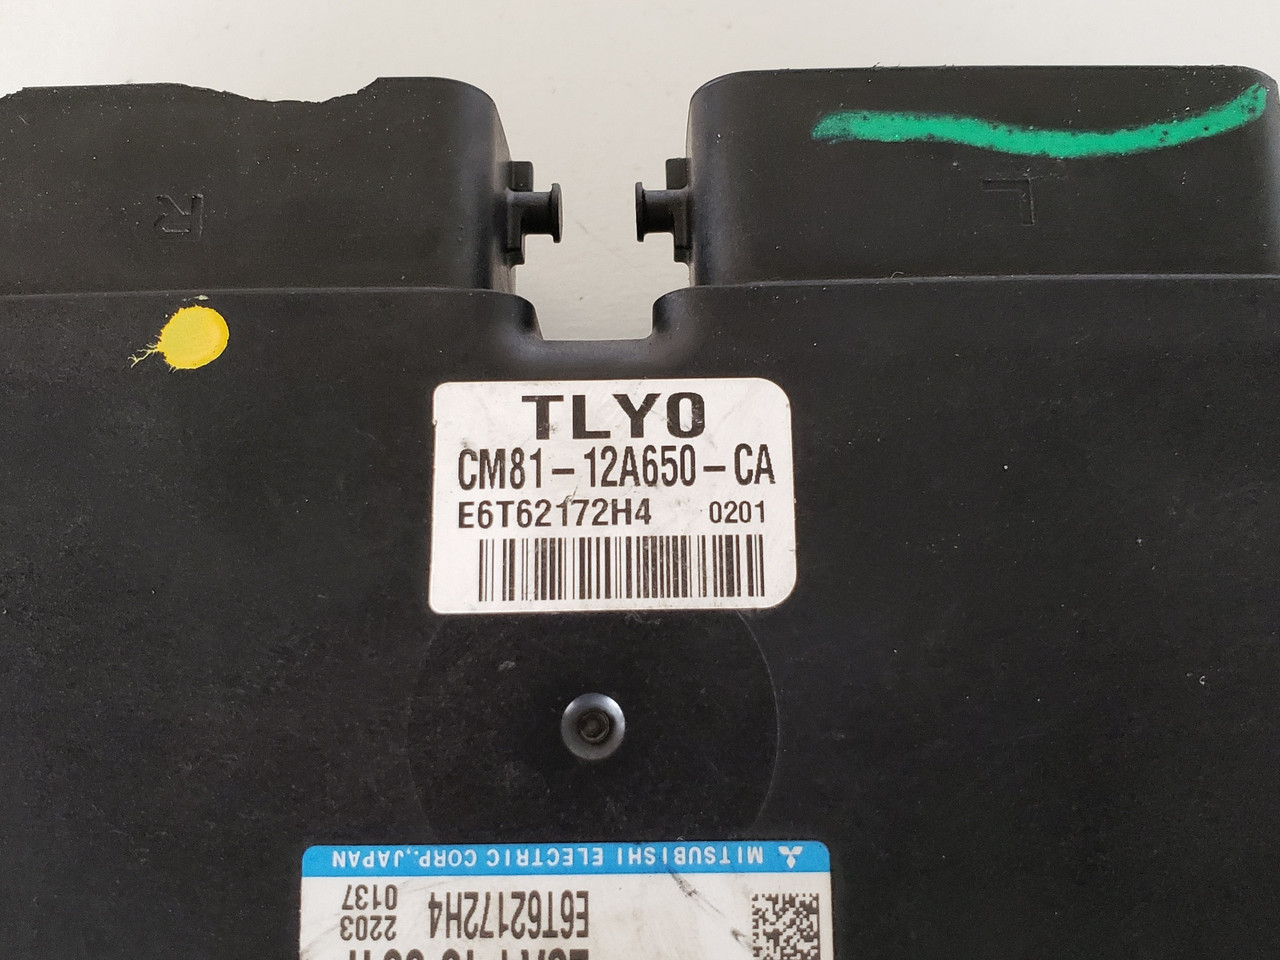 R
L
TLY0
CM81-12A650-CA
E6T62172H4 0201
MITSUBISHI ELECTRIC CORP., JAPAN
E6T62172H4 2203
0137